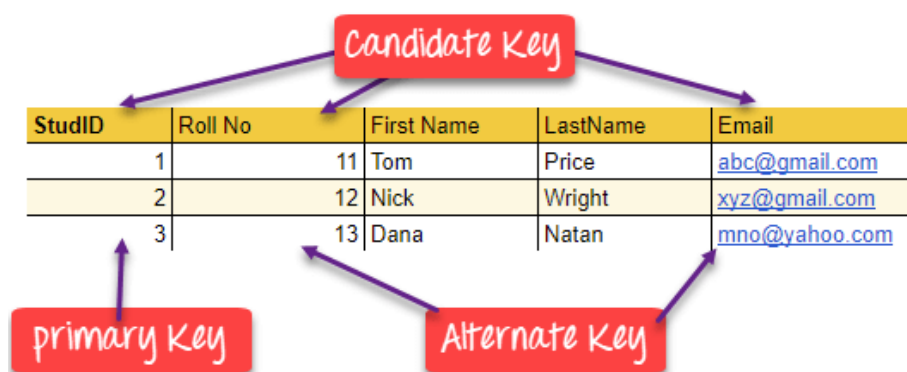 Candidate Key
StudID Roll No First Name LastName Email
1 11 Tom Price abc@gmail.com
2 12 Nick Wright xyz@gmail.com
3 13 Dana Natan mno@yahoo.com
primary Key Alternate Key